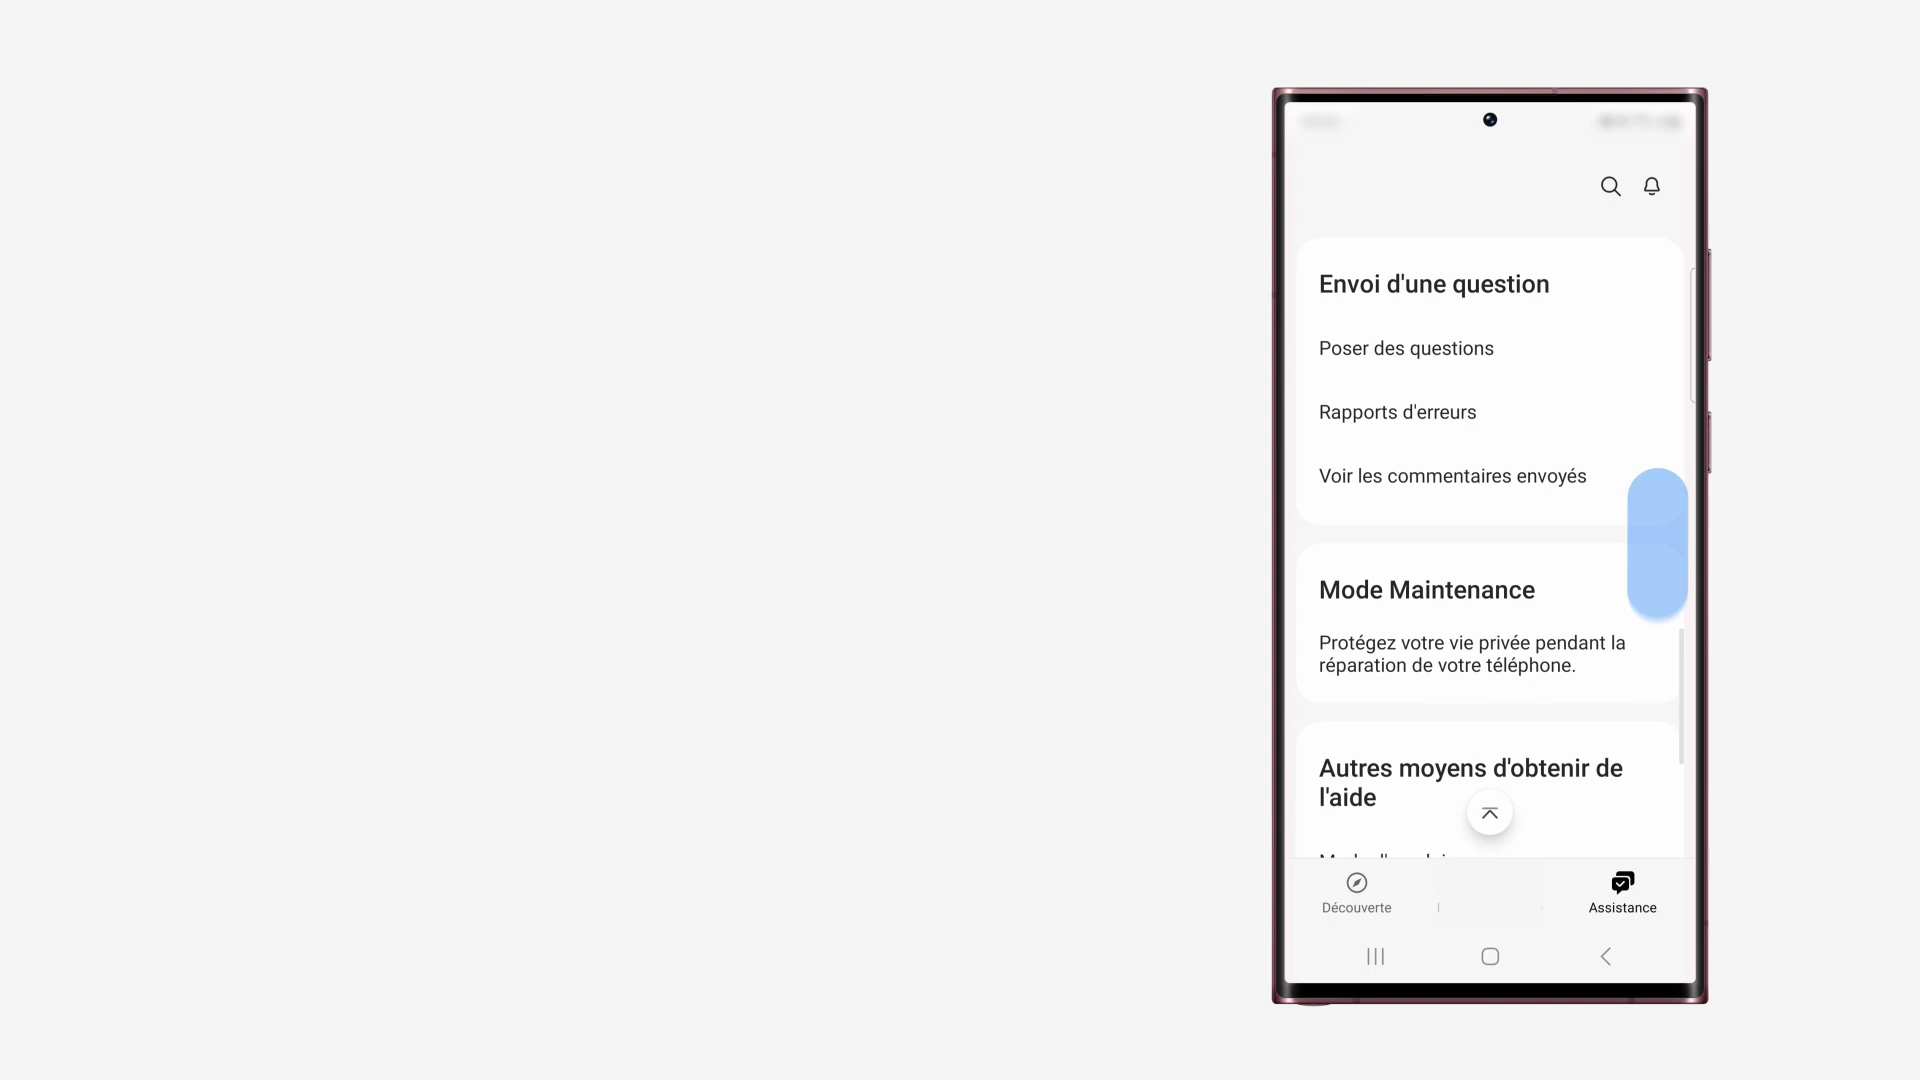 Envoi d'une question
Poser des questions
Rapports d'erreurs
Voir les commentaires envoyés
Mode Maintenance
Protégez votre vie privée pendant la
réparation de votre téléphone.
Autres moyens d'obtenir de
l'aide
Découverte
Assistance